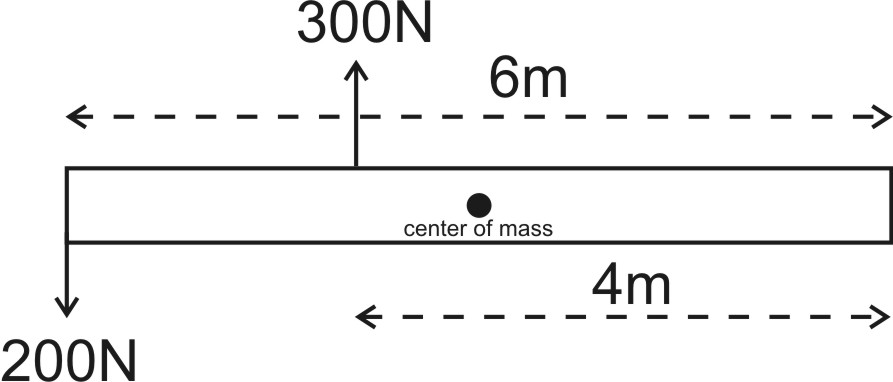 300N
6m
center of mass
4m
200N